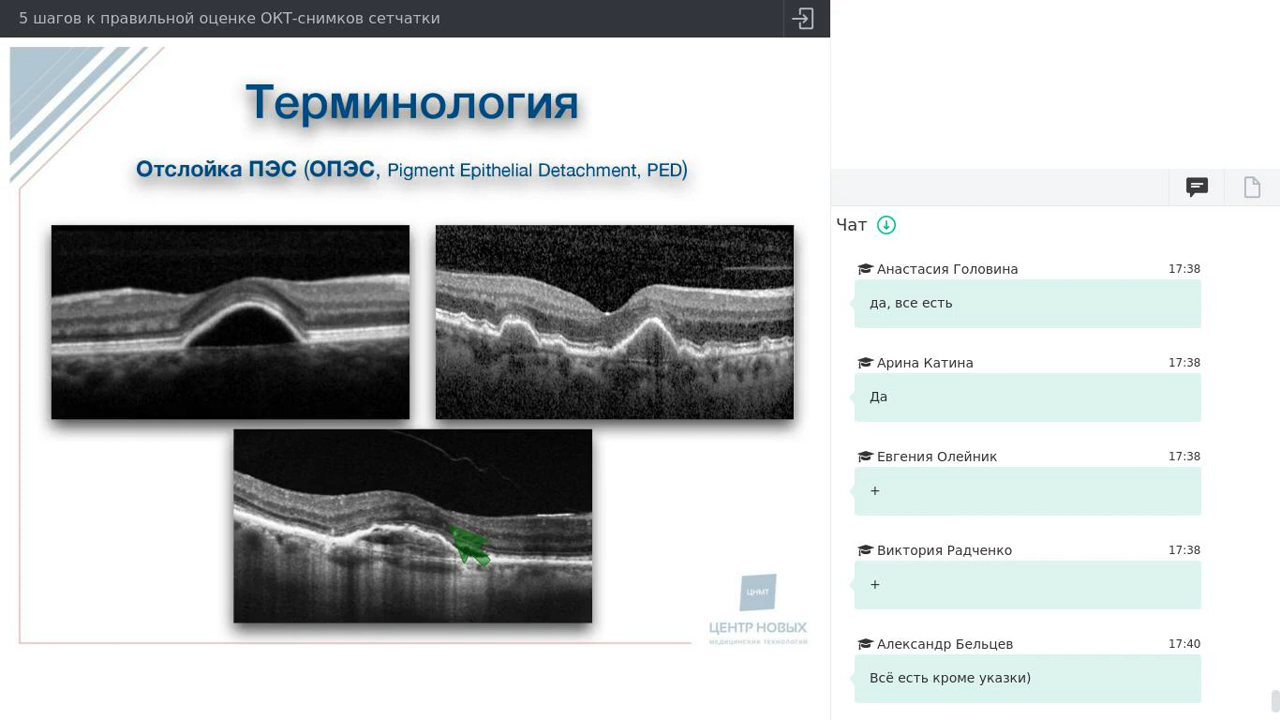 5 шагов к правильной оценке ОКТ-снимков сетчатки
Терминология
Отслойка ПЭС (ОПЭС, Pigment Epithelial Detachment, PED)
ЦНМТ
ЦЕНТР НОВЫХ
МЕДИЦИНСКИХ ТЕХНОЛОГИЙ
Чат
Анастасия Головина 17:38
да, все есть
Арина Катина 17:38
Да
Евгения Олейник 17:38
+
Виктория Радченко 17:38
+
Александр Бельцев 17:40
Всё есть кроме указки)